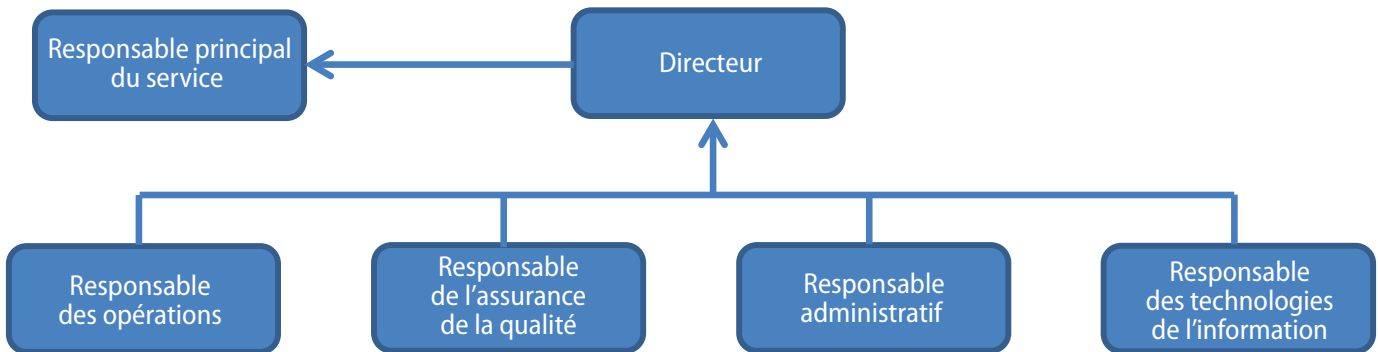 Responsable principal
du service
Directeur
Responsable
des opérations
Responsable
de l’assurance
de la qualité
Responsable
administratif
Responsable
des technologies
de l’information